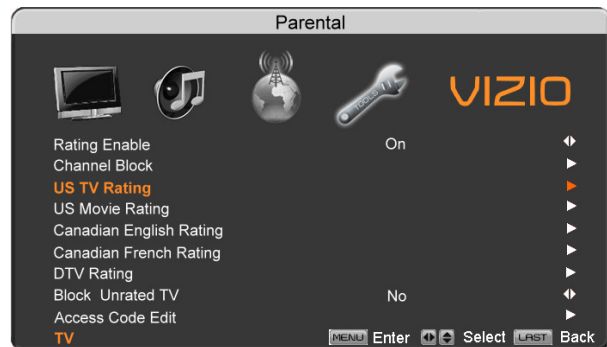 Parental
TOOLS
VIZIO
Rating Enable On
Channel Block
US TV Rating
US Movie Rating
Canadian English Rating
Canadian French Rating
DTV Rating
Block Unrated TV No
Access Code Edit
TV MENU Enter Select LAST Back